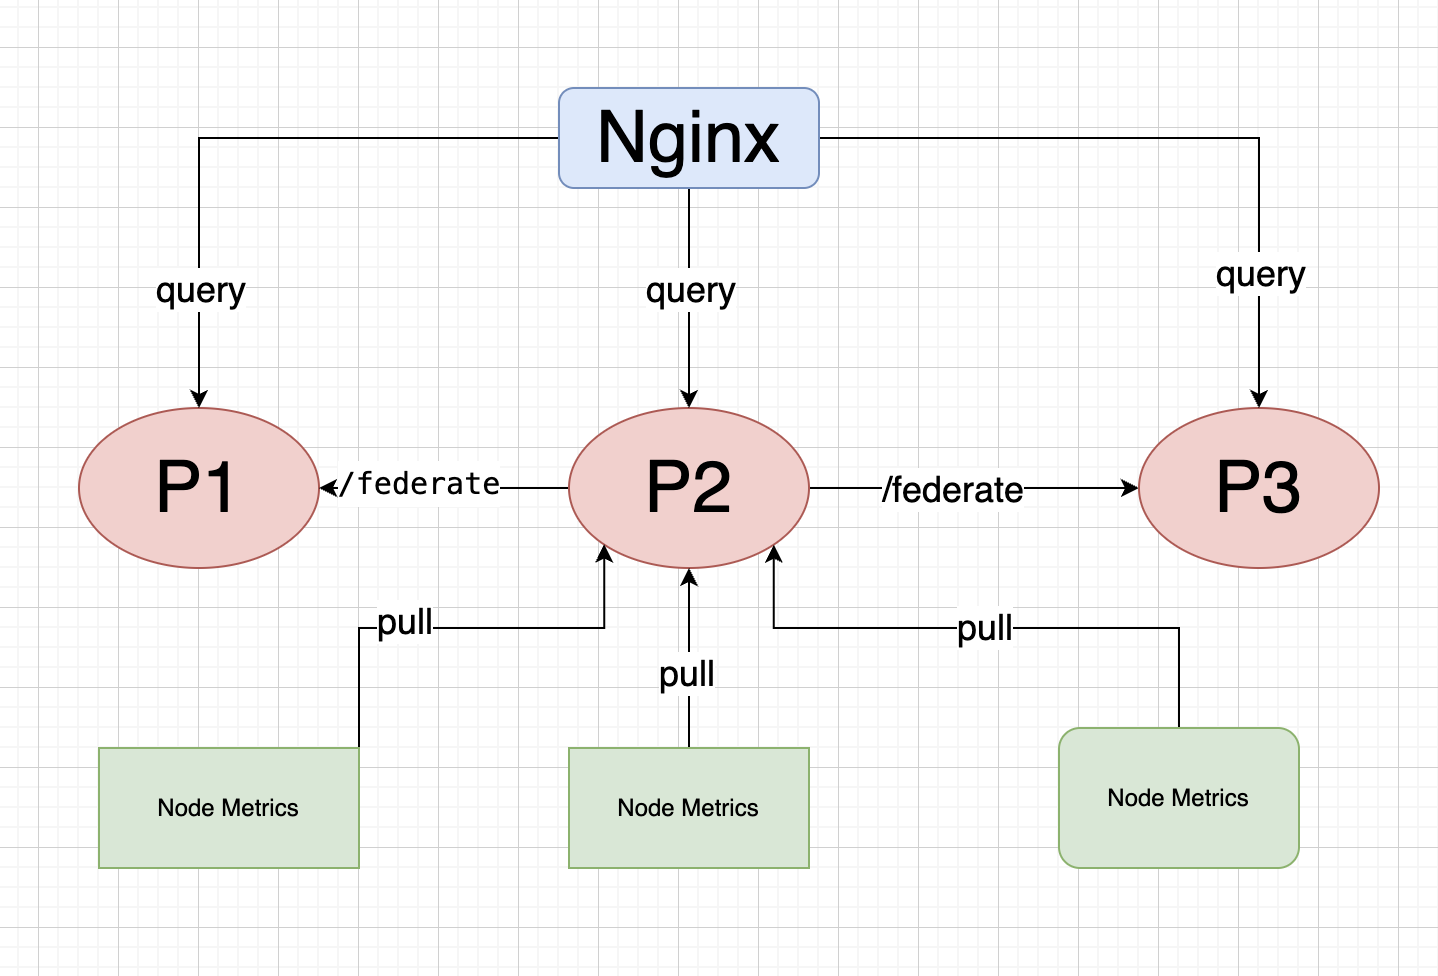 Nginx
query
query
query
P1
/federate
P2
/federate
P3
pull
pull
pull
Node Metrics
Node Metrics
Node Metrics